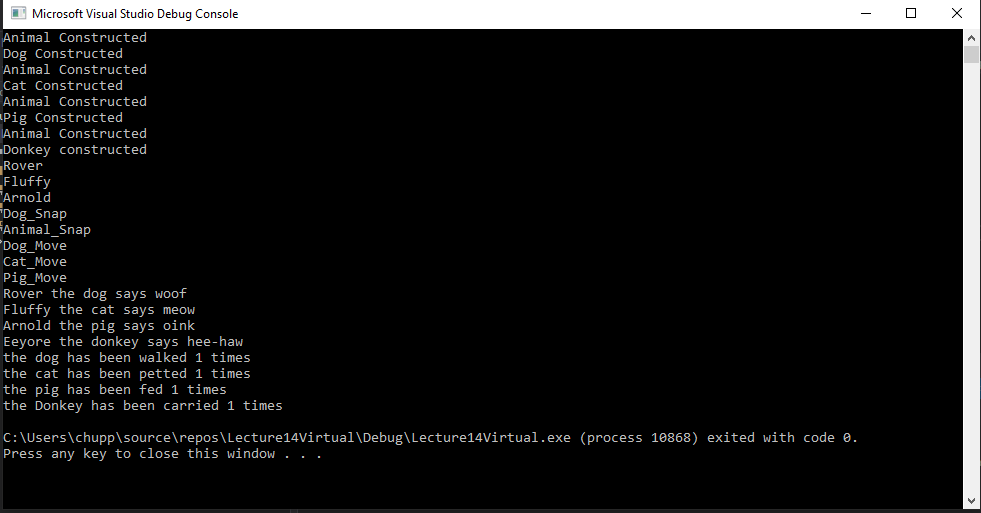 Microsoft Visual Studio Debug Console
Animal Constructed
Dog Constructed
Animal Constructed
Cat Constructed
Animal Constructed
Pig Constructed
Animal Constructed
Donkey constructed
Rover
Fluffy
Arnold
Dog_Snap
Animal_Snap
Dog_Move
Cat_Move
Pig_Move
Rover the dog says woof
Fluffy the cat says meow
Arnold the pig says oink
Eeyore the donkey says hee-haw
the dog has been walked 1 times
the cat has been petted 1 times
the pig has been fed 1 times
the Donkey has been carried 1 times
C:\Users\chupp\source\repos\Lecture14Virtual\Debug\Lecture14Virtual.exe (process 10868) exited with code 0.
Press any key to close this window . . .